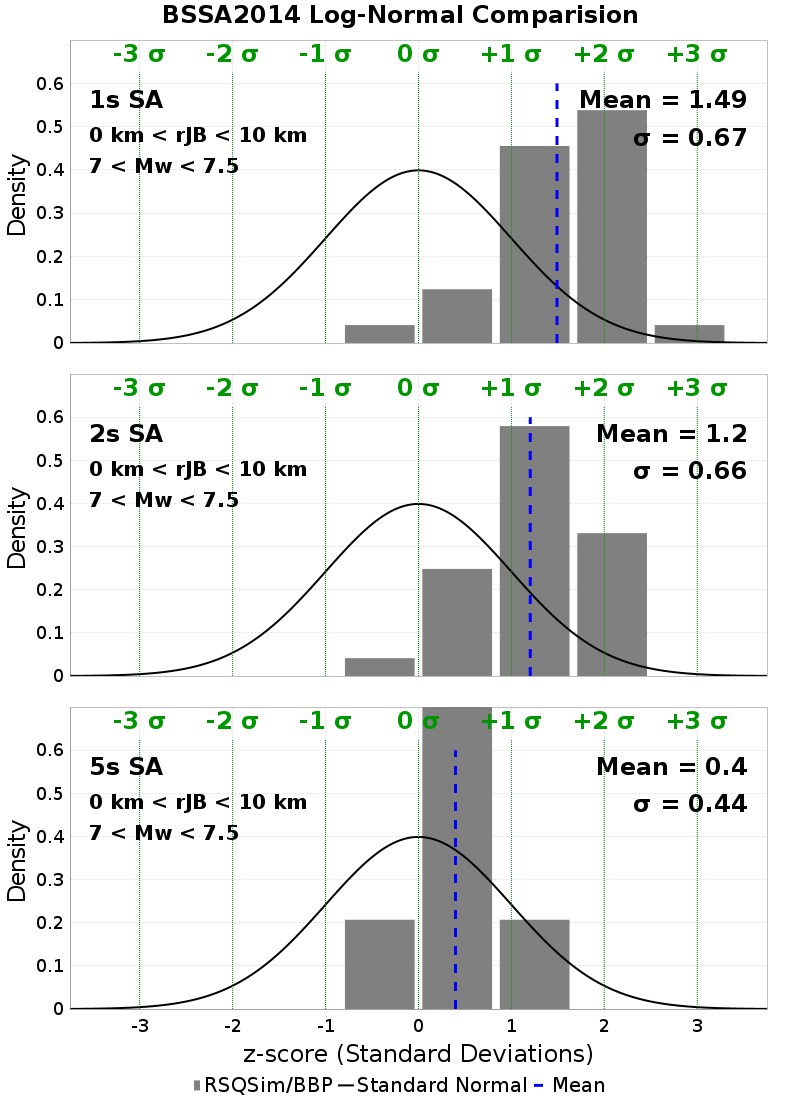 BSSA2014 Log-Normal Comparision
-3 σ -2 σ -1 σ 0 σ +1 σ +2 σ +3 σ
0.6
1s SA
Mean = 1.49
0.5
0 km < rJB < 10 km
σ = 0.67
7 < Mw < 7.5
0.4
0.3
0.2
0.1
0
Density
-3 σ -2 σ -1 σ 0 σ +1 σ +2 σ +3 σ
0.6
2s SA
Mean = 1.2
0.5
0 km < rJB < 10 km
σ = 0.66
7 < Mw < 7.5
0.4
0.3
0.2
0.1
0
Density
-3 σ -2 σ -1 σ 0 σ +1 σ +2 σ +3 σ
0.6
5s SA
Mean = 0.4
0.5
0 km < rJB < 10 km
σ = 0.44
7 < Mw < 7.5
0.4
0.3
0.2
0.1
0
Density
-3 -2 -1 0 1 2 3
z-score (Standard Deviations)
RSQSim/BBP Standard Normal Mean